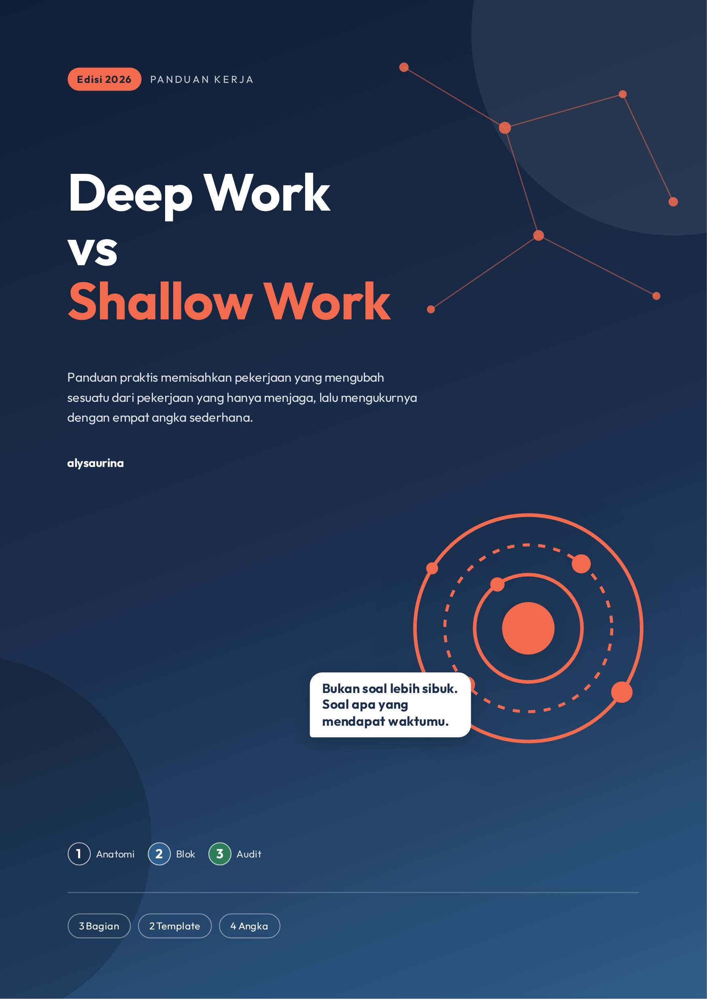 Edisi 2026 PANDUAN KERJA
Deep Work
vs
Shallow Work
Panduan praktis memisahkan pekerjaan yang mengubah
sesuatu dari pekerjaan yang hanya menjaga, lalu mengukurnya
dengan empat angka sederhana.
alysaurina
Bukan soal lebih sibuk.
Soal apa yang
mendapat waktumu.
1 Anatomi 2 Blok 3 Audit
3 Bagian 2 Template 4 Angka